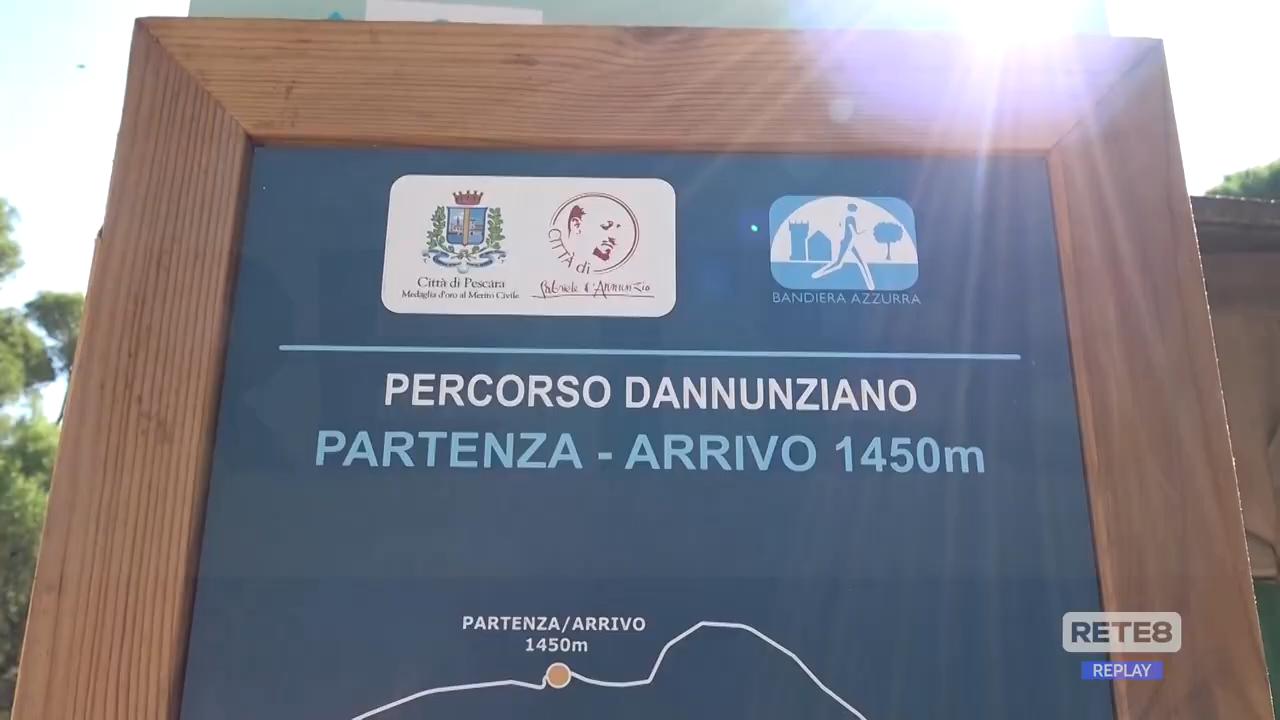 Città di Pescara
Medaglia d'oro al Merito Civile
CITTÀ di
Gabriele d'Annunzio
BANDIERA AZZURRA
PERCORSO DANNUNZIANO
PARTENZA - ARRIVO 1450m
PARTENZA/ARRIVO
1450m
RETE8
REPLAY